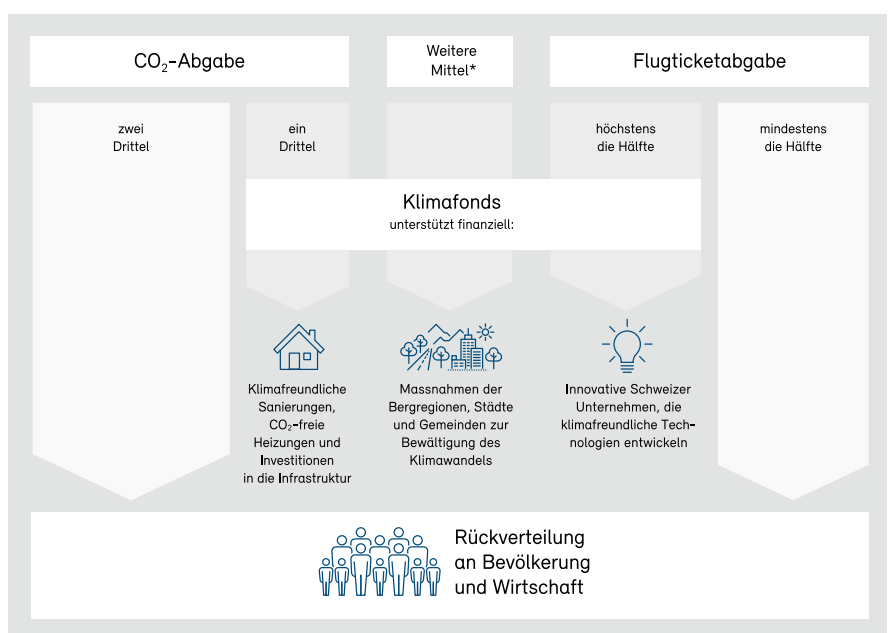 CO₂-Abgabe
Weitere
Mittel*
Flugticketabgabe
zwei
Drittel
ein
Drittel
höchstens
die Hälfte
mindestens
die Hälfte
Klimafonds
unterstützt finanziell:
Klimafreundliche
Sanierungen,
CO₂-freie
Heizungen und
Investitionen
in die Infrastruktur
Massnahmen der
Bergregionen, Städte
und Gemeinden zur
Bewältigung des
Klimawandels
Innovative Schweizer
Unternehmen, die
klimafreundliche Tech-
nologien entwickeln
Rückverteilung
an Bevölkerung
und Wirtschaft